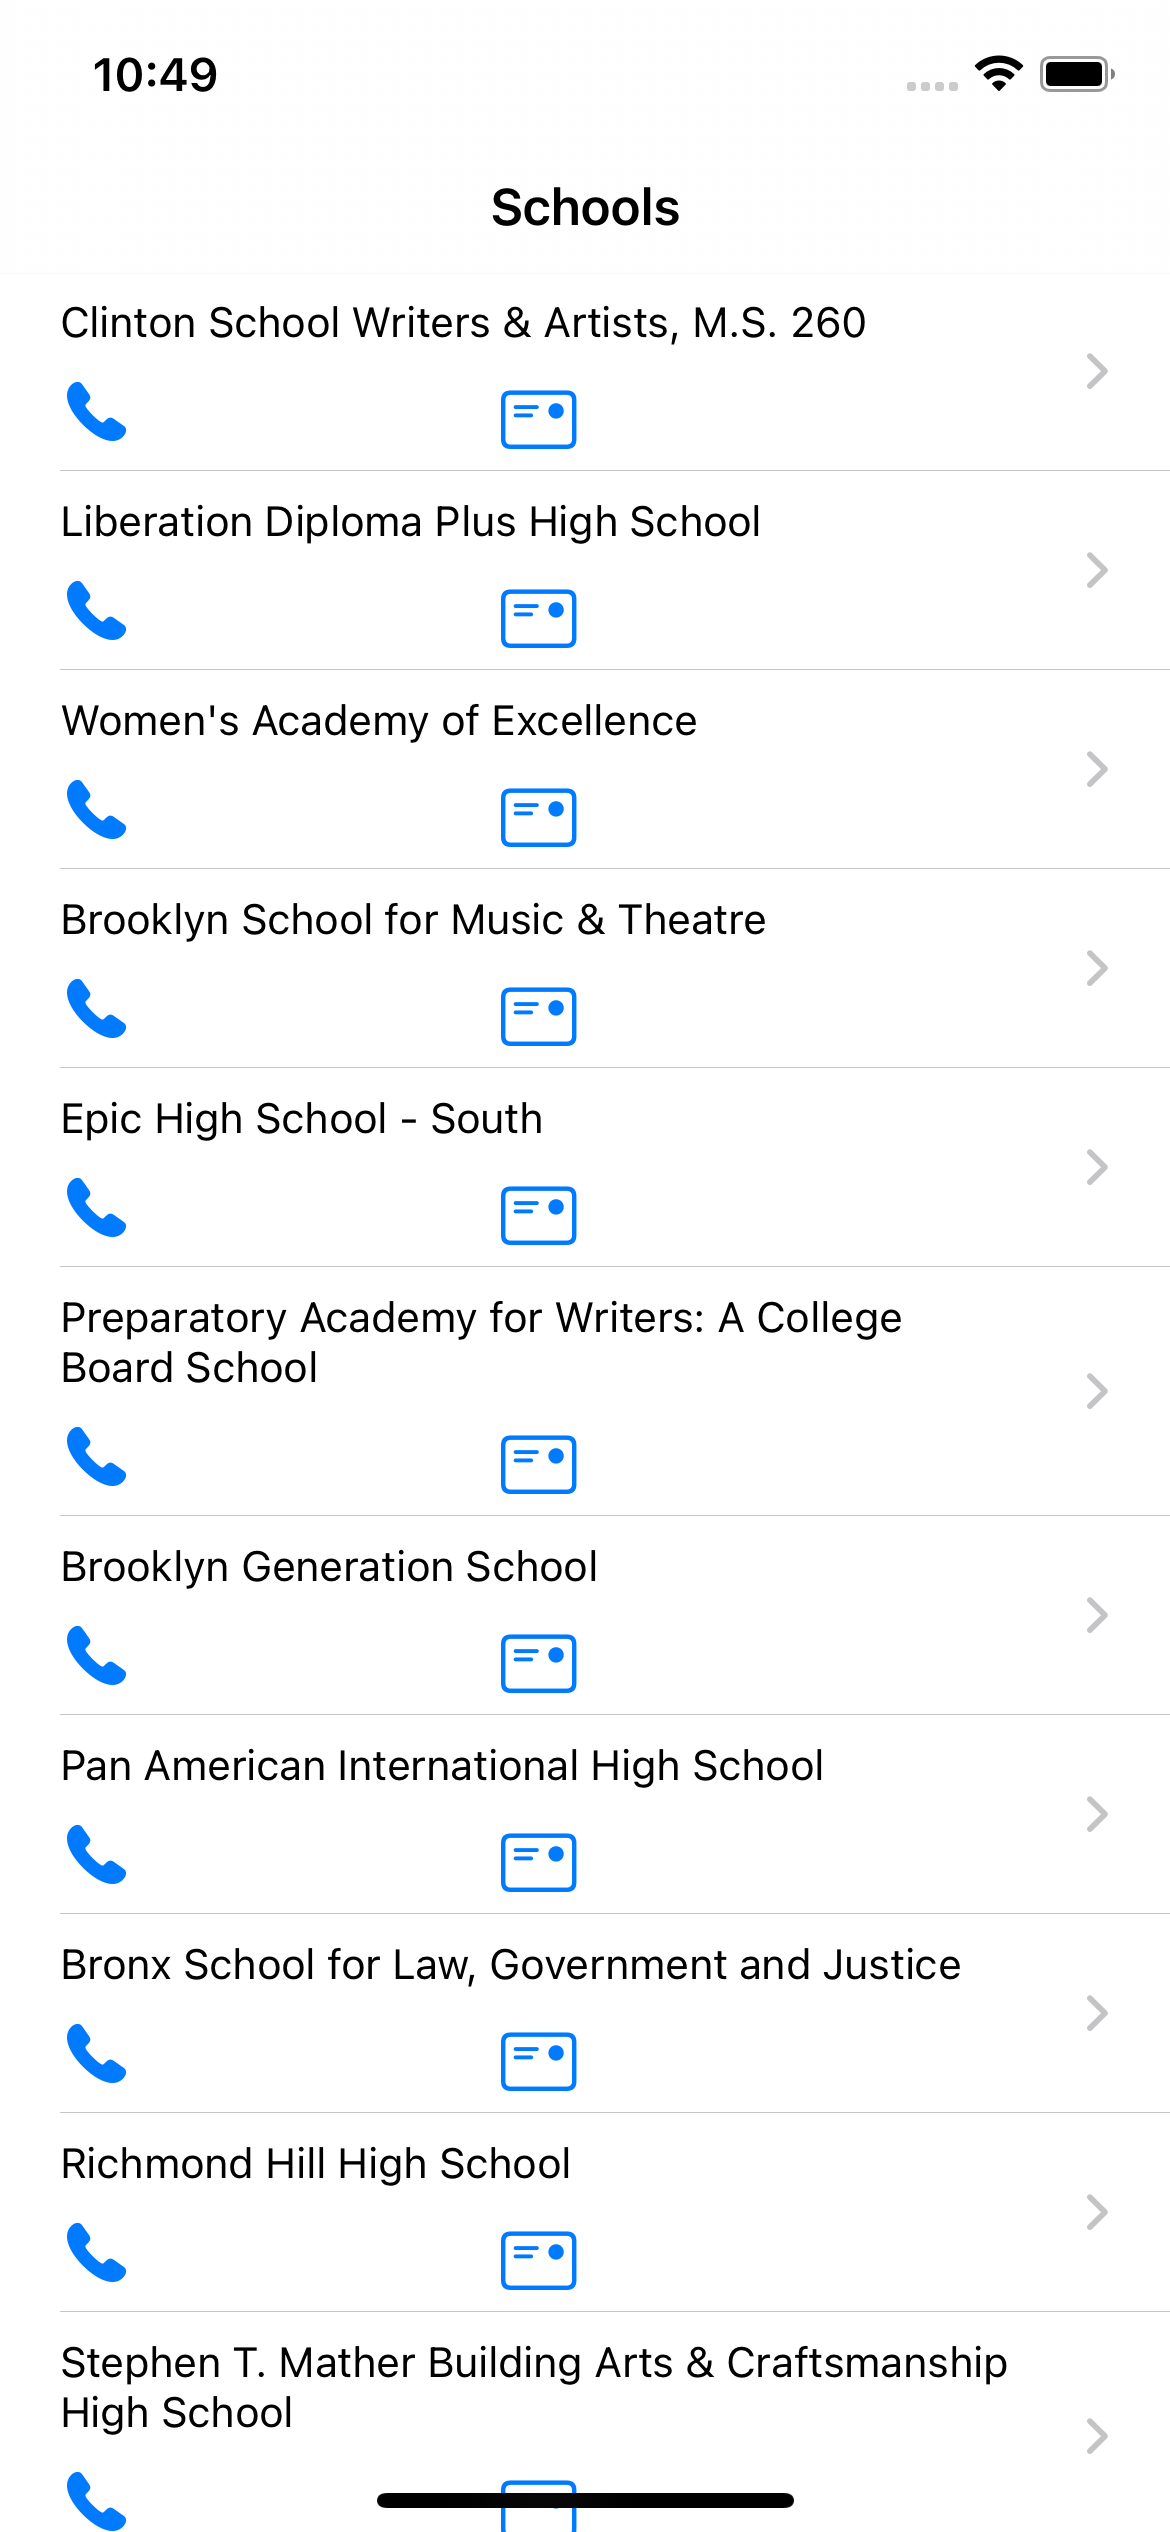 10:49
Schools
Clinton School Writers & Artists, M.S. 260
Liberation Diploma Plus High School
Women's Academy of Excellence
Brooklyn School for Music & Theatre
Epic High School - South
Preparatory Academy for Writers: A College
Board School
Brooklyn Generation School
Pan American International High School
Bronx School for Law, Government and Justice
Richmond Hill High School
Stephen T. Mather Building Arts & Craftsmanship
High School